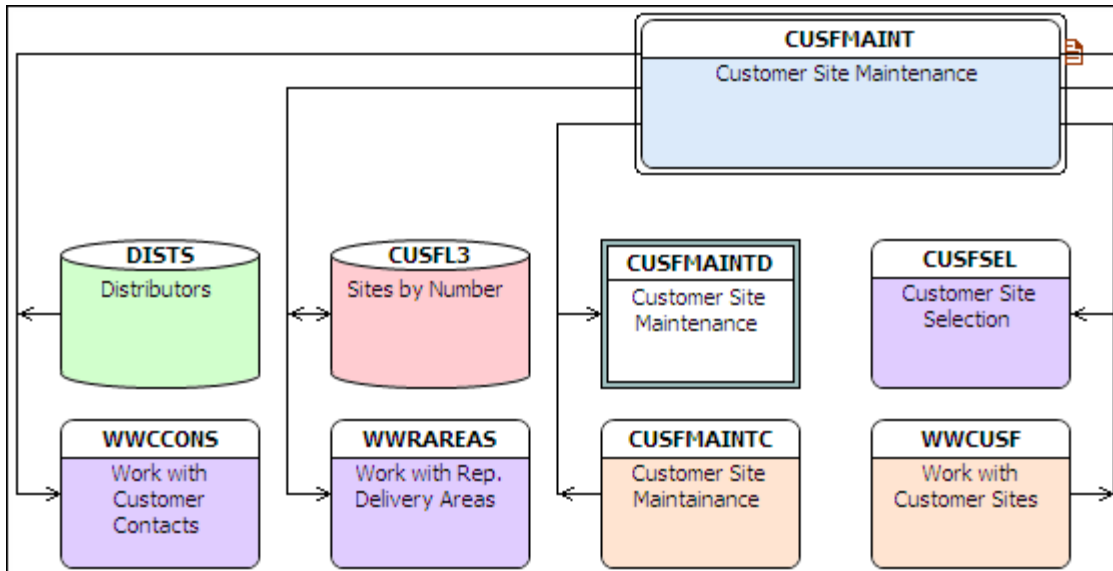 CUSFMAINT
Customer Site Maintenance
DISTS
Distributors
CUSFL3
Sites by Number
CUSFMAINTD
Customer Site
Maintenance
CUSFSEL
Customer Site
Selection
WWCCONS
Work with
Customer
Contacts
WWRAREAS
Work with Rep.
Delivery Areas
CUSFMAINTC
Customer Site
Maintainance
WWCUSF
Work with
Customer Sites